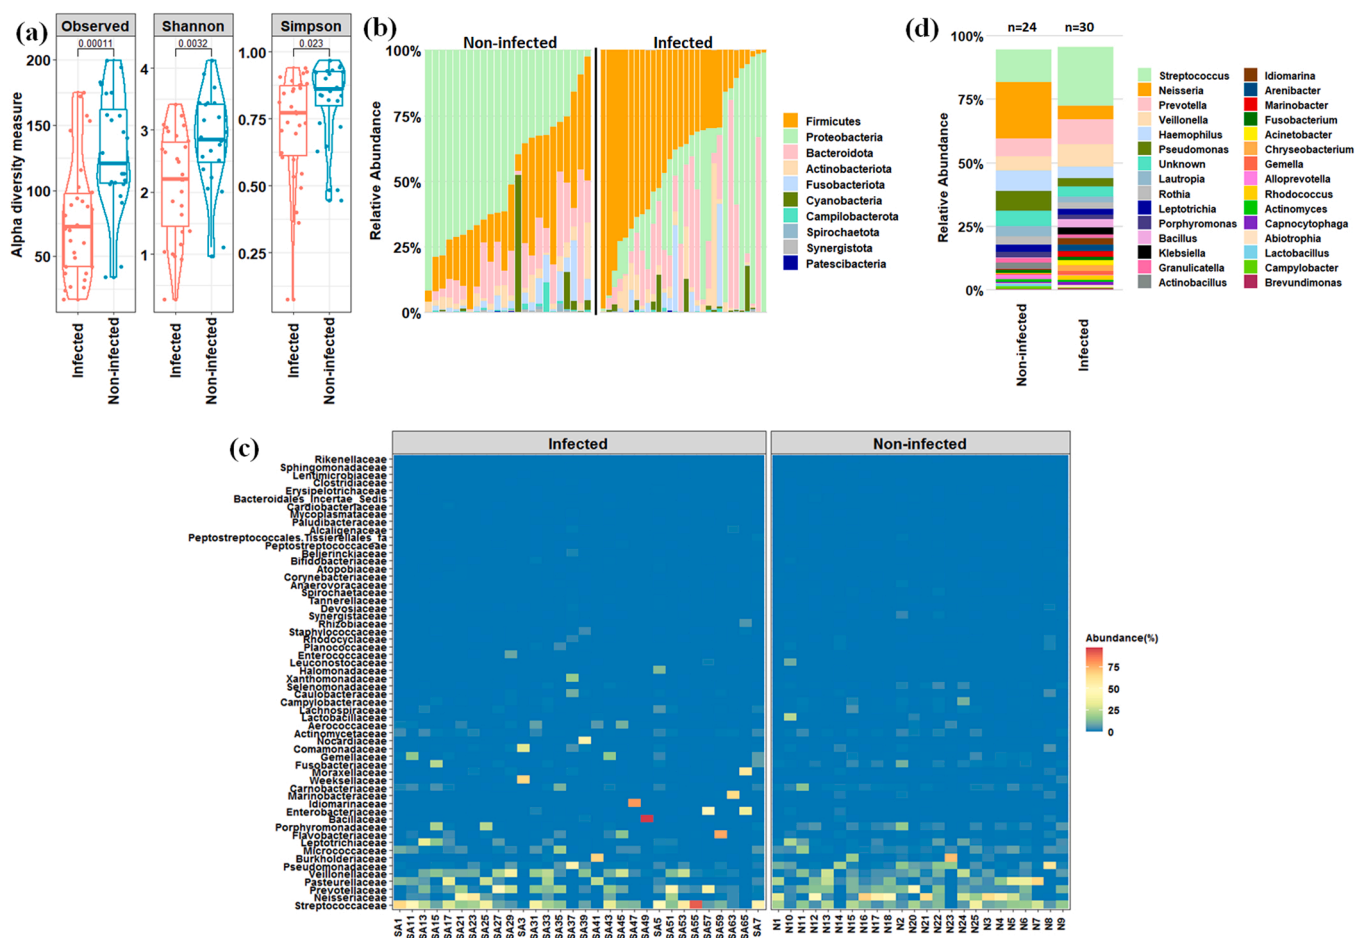 (a)
Observed
Shannon
Simpson
0.00011
0.0032
0.023
Alpha diversity measure
200
150
100
50
4
3
2
1
1.00
0.75
0.50
0.25
Infected
Non-infected
Infected
Non-infected
Infected
Non-infected
(b)
Non-infected
Infected
Relative Abundance
100%
75%
50%
25%
0%
Firmicutes
Proteobacteria
Bacteroidota
Actinobacteriota
Fusobacteriota
Cyanobacteria
Campilobacterota
Spirochaetota
Synergistota
Patescibacteria
(d)
n=24
n=30
Relative Abundance
100%
75%
50%
25%
0%
Non-infected
Infected
Streptococcus
Neisseria
Prevotella
Veillonella
Haemophilus
Pseudomonas
Unknown
Lautropia
Rothia
Leptotrichia
Porphyromonas
Bacillus
Klebsiella
Granulicatella
Actinobacillus
Idiomarina
Arenibacter
Marinobacter
Fusobacterium
Acinetobacter
Chryseobacterium
Gemella
Alloprevotella
Rhodococcus
Actinomyces
Capnocytophaga
Abiotrophia
Lactobacillus
Campylobacter
Brevundimonas
(c)
Infected
Non-infected
Rikenellaceae
Sphingomonadaceae
Lentimicrobiaceae
Clostridiaceae
Erysipelotrichaceae
Bacteroidales_Incertae_Sedis
Cardiobacteriaceae
Mycoplasmataceae
Paludibacteraceae
Alcaligenaceae
Peptostreptococcales.Tissierellales_fa
Peptostreptococcaceae
Beijerinckiaceae
Bifidobacteriaceae
Atopobiaceae
Corynebacteriaceae
Anaerovoracaceae
Spirochaetaceae
Tannerellaceae
Devosiaceae
Synergistaceae
Rhizobiaceae
Staphylococcaceae
Rhodocyclaceae
Planococcaceae
Enterococcaceae
Leuconostocaceae
Halomonadaceae
Xanthomonadaceae
Selenomonadaceae
Caulobacteraceae
Campylobacteraceae
Lachnospiraceae
Lactobacillaceae
Aerococcaceae
Actinomycetaceae
Nocardiaceae
Comamonadaceae
Gemellaceae
Fusobacteriaceae
Moraxellaceae
Weeksellaceae
Carnobacteriaceae
Marinobacteraceae
Idiomarinaceae
Enterobacteriaceae
Bacillaceae
Porphyromonadaceae
Flavobacteriaceae
Leptotrichiaceae
Micrococcaceae
Burkholderiaceae
Pseudomonadaceae
Veillonellaceae
Pasteurellaceae
Prevotellaceae
Neisseriaceae
Streptococcaceae
SA1
SA11
SA13
SA15
SA17
SA21
SA23
SA25
SA27
SA29
SA3
SA31
SA33
SA35
SA37
SA39
SA41
SA43
SA45
SA47
SA49
SA5
SA51
SA53
SA55
SA57
SA59
SA63
SA65
SA7
N1
N10
N11
N12
N13
N14
N15
N16
N17
N18
N2
N20
N21
N22
N23
N24
N25
N3
N4
N5
N6
N7
N8
N9
Abundance(%)
75
50
25
0